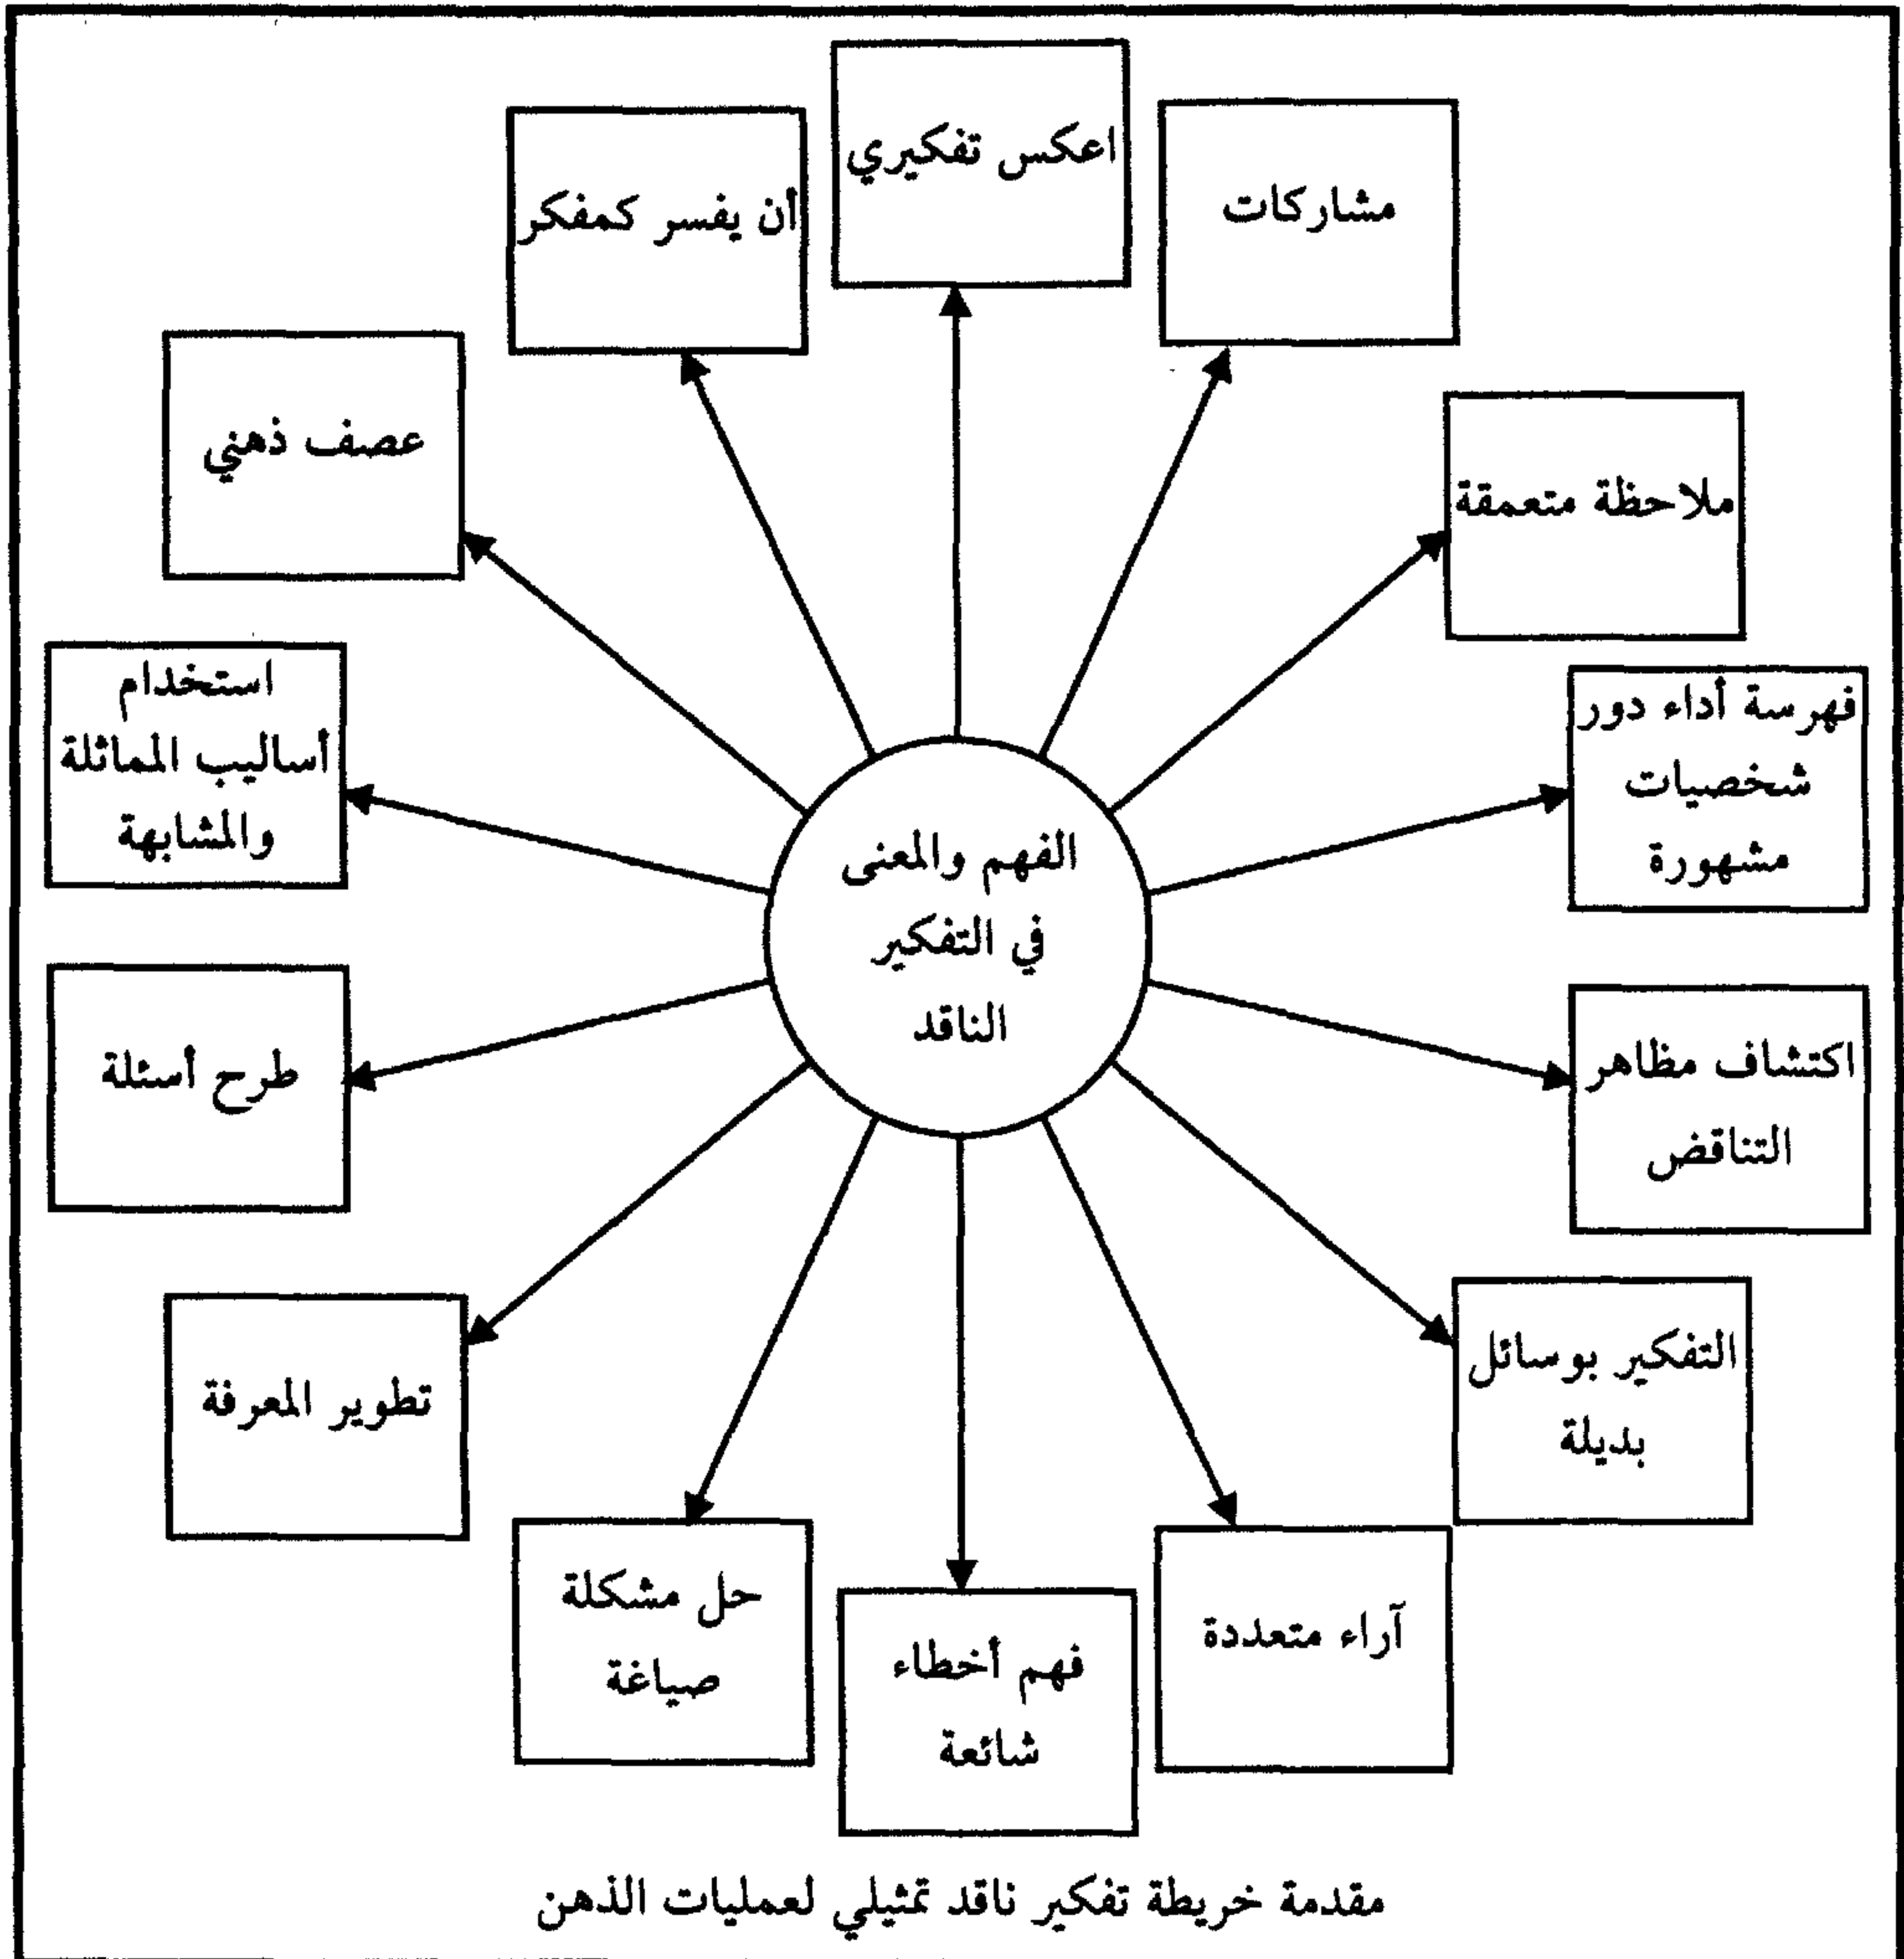 اعكس تفكيري
مشاركات
أن يفسر كمفكر
عصف ذهني
ملاحظة متعمقة
استخدام
أساليب المماثلة
والمشابهة
فهرسة أداء دور
شخصيات
مشهورة
الفهم والمعنى
في التفكير
الناقد
طرح أسئلة
اكتشاف مظاهر
التناقض
تطوير المعرفة
التفكير بوسائل
بديلة
حل مشكلة
صياغة
فهم أخطاء
شائعة
آراء متعددة
مقدمة خريطة تفكير ناقد تمثيلي لعمليات الذهن